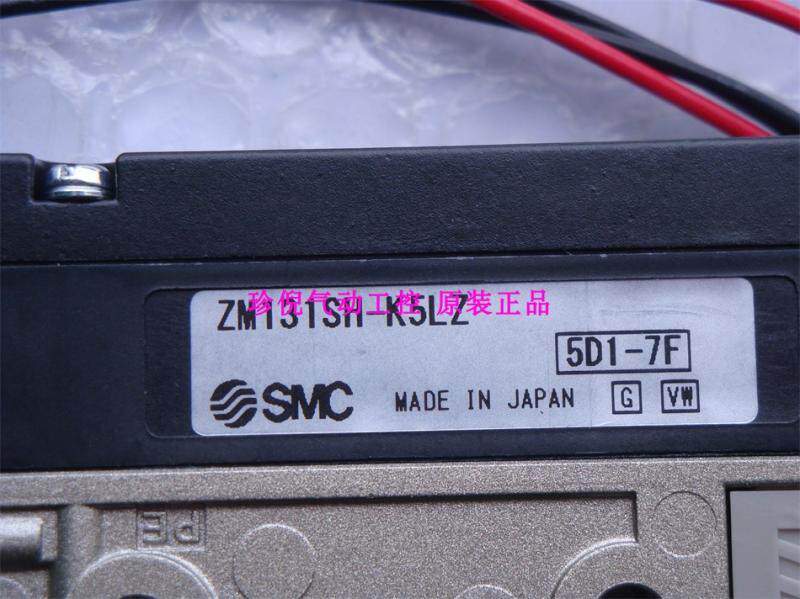 珍倪气动工控 原装正品
ZM131SH-K5LZ
5D1-7F
SMC MADE IN JAPAN G VW
PE